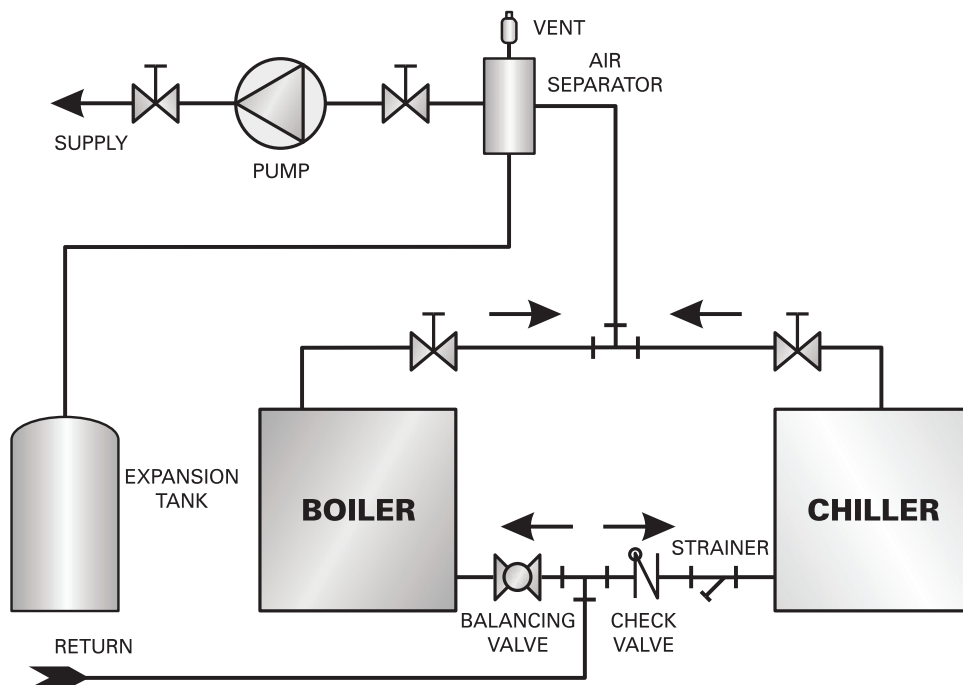 VENT
AIR
SEPARATOR
SUPPLY
PUMP
EXPANSION
TANK
BOILER
CHILLER
STRAINER
BALANCING
VALVE
CHECK
VALVE
RETURN